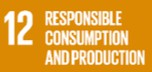 12 RESPONSIBLE
CONSUMPTION
AND PRODUCTION